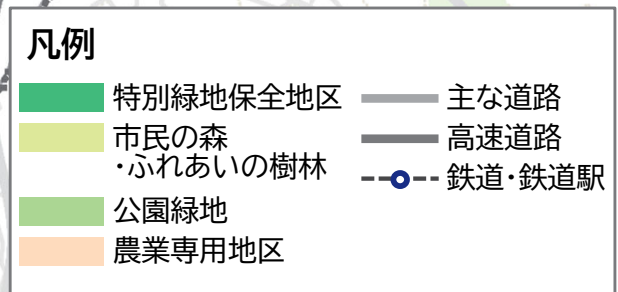 凡例
特別緑地保全地区
市民の森
・ふれあいの樹林
公園緑地
農業専用地区
主な道路
高速道路
鉄道・鉄道駅